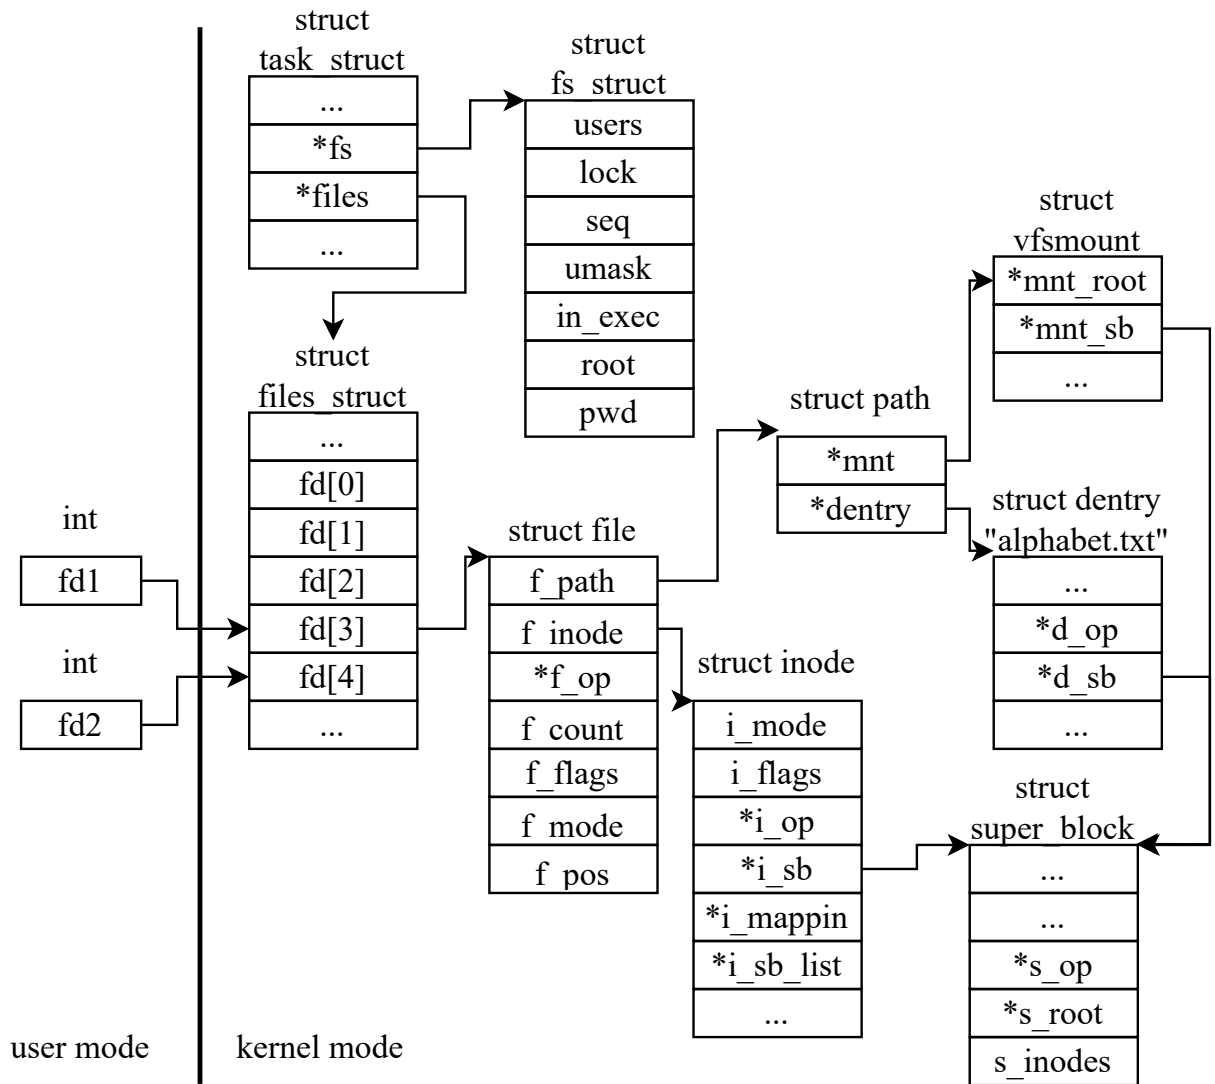 struct
task_struct
...
*fs
*files
...
struct
fs_struct
users
lock
seq
umask
in_exec
root
pwd
struct
files_struct
...
fd[0]
fd[1]
fd[2]
fd[3]
fd[4]
...
int
fd1
int
fd2
struct file
f_path
f_inode
*f_op
f_count
f_flags
f_mode
f_pos
struct path
*mnt
*dentry
struct
vfsmount
*mnt_root
*mnt_sb
...
struct dentry
"alphabet.txt"
...
*d_op
*d_sb
...
struct inode
i_mode
i_flags
*i_op
*i_sb
*i_mappin
*i_sb_list
...
struct
super_block
...
...
*s_op
*s_root
s_inodes
user mode
kernel mode